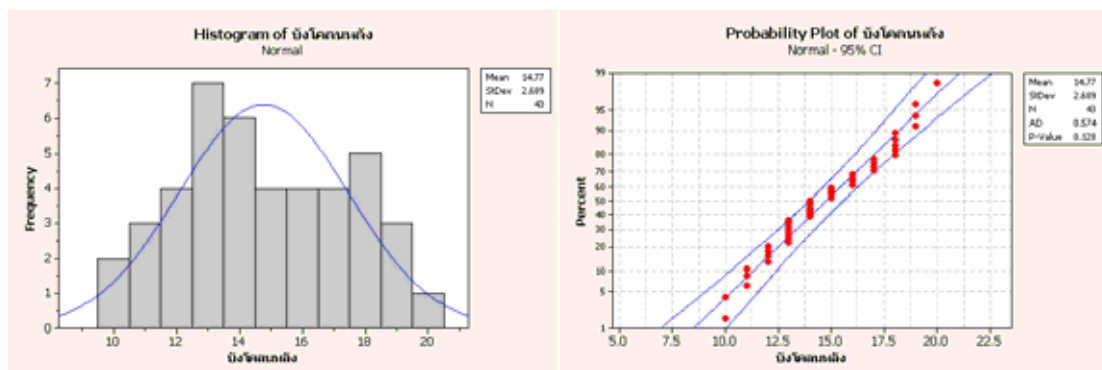 Histogram of บังโคลนหลัง
Normal
Mean 14.77
StDev 2.689
N 43
7
6
5
4
3
2
1
0
Frequency
10 12 14 16 18 20
บังโคลนหลัง
Probability Plot of บังโคลนหลัง
Normal - 95% CI
Mean 14.77
StDev 2.689
N 43
AD 0.574
P-Value 0.128
99
95
90
80
70
60
50
40
30
20
10
5
1
Percent
5.0 7.5 10.0 12.5 15.0 17.5 20.0 22.5
บังโคลนหลัง